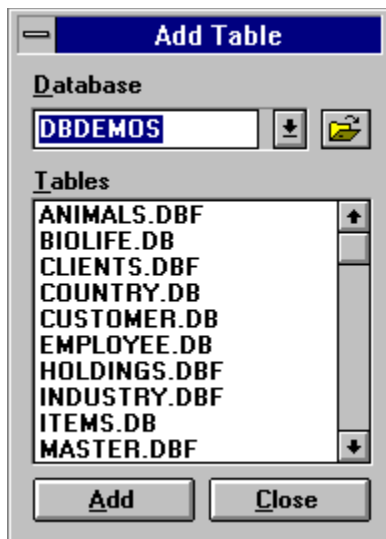 Add Table
Database
DBDEMOS
Tables
ANIMALS.DBF
BIOLIFE.DB
CLIENTS.DBF
COUNTRY.DB
CUSTOMER.DB
EMPLOYEE.DB
HOLDINGS.DBF
INDUSTRY.DBF
ITEMS.DB
MASTER.DBF
Add Close